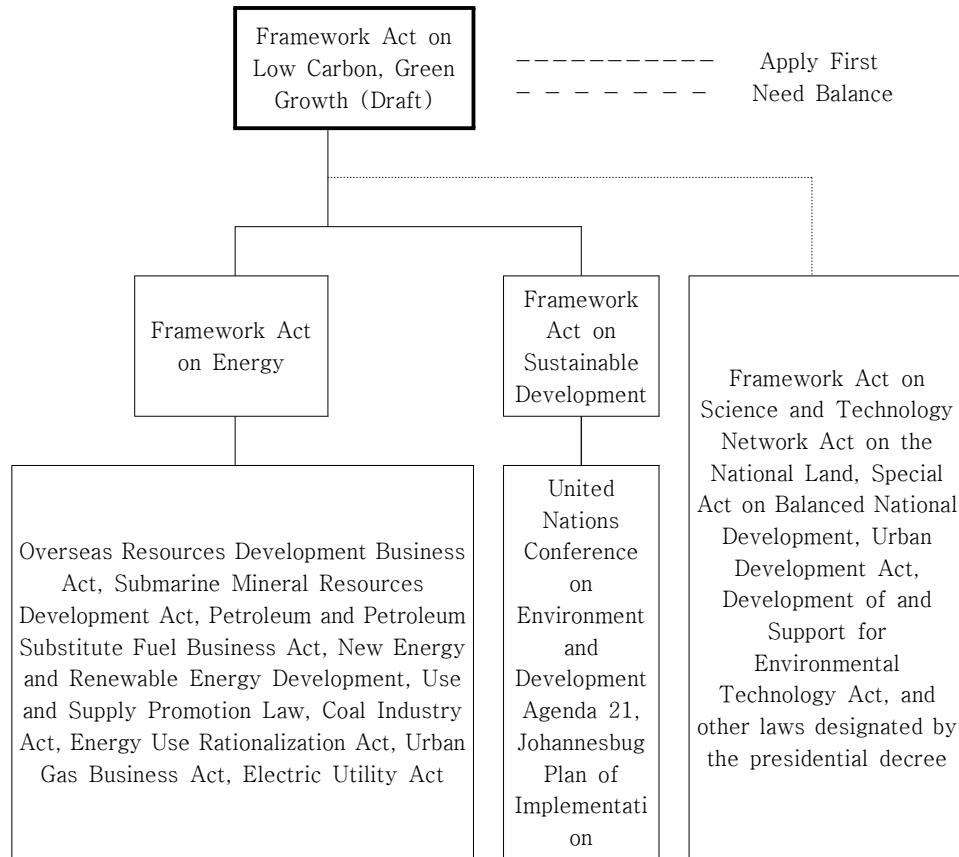 Framework Act on
Low Carbon, Green
Growth (Draft)
Apply First
Need Balance
Framework Act
on Energy
Framework
Act on
Sustainable
Development
Framework Act on
Science and Technology
Network Act on the
National Land, Special
Act on Balanced National
Development, Urban
Development Act,
Development of and
Support for
Environmental
Technology Act, and
other laws designated by
the presidential decree
Overseas Resources Development Business
Act, Submarine Mineral Resources
Development Act, Petroleum and Petroleum
Substitute Fuel Business Act, New Energy
and Renewable Energy Development, Use
and Supply Promotion Law, Coal Industry
Act, Energy Use Rationalization Act, Urban
Gas Business Act, Electric Utility Act
United
Nations
Conference
on
Environment
and
Development
Agenda 21,
Johannesbug
Plan of
Implementati
on